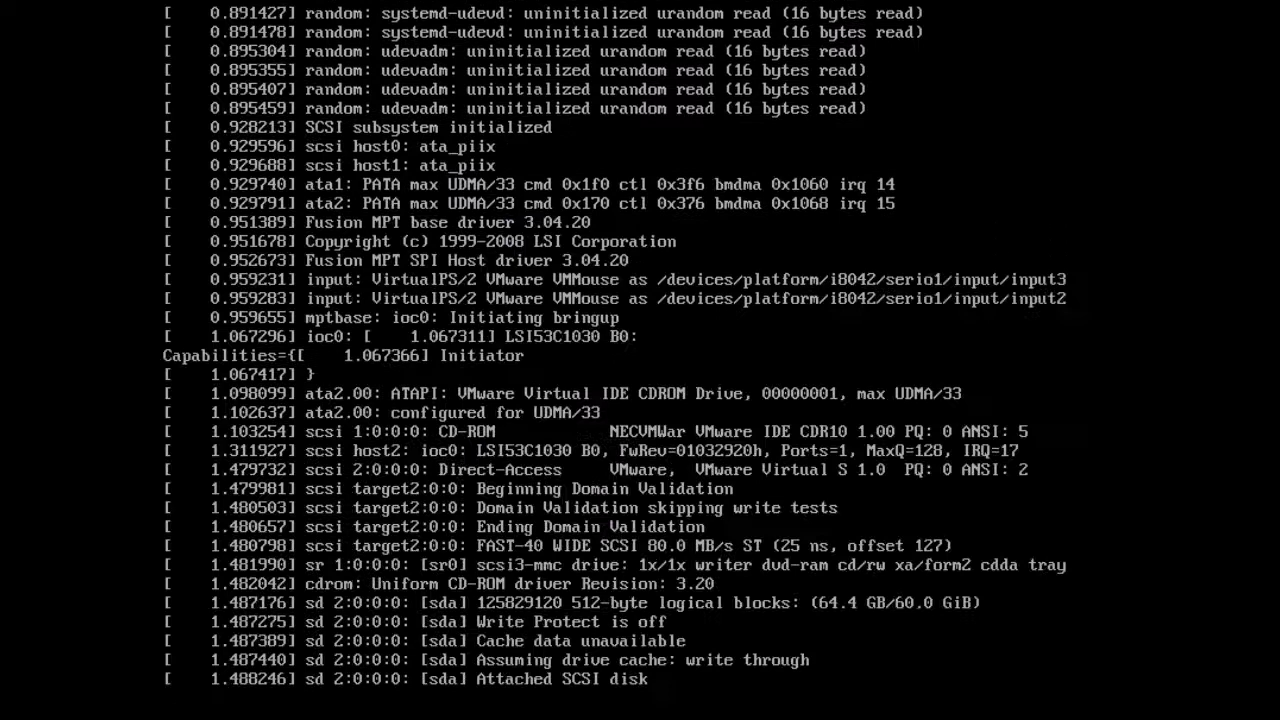 [    0.891427] random: systemd-udevd: uninitialized urandom read (16 bytes read)
[    0.891478] random: systemd-udevd: uninitialized urandom read (16 bytes read)
[    0.895304] random: udevadm: uninitialized urandom read (16 bytes read)
[    0.895355] random: udevadm: uninitialized urandom read (16 bytes read)
[    0.895407] random: udevadm: uninitialized urandom read (16 bytes read)
[    0.895459] random: udevadm: uninitialized urandom read (16 bytes read)
[    0.928213] SCSI subsystem initialized
[    0.929596] scsi host0: ata_piix
[    0.929688] scsi host1: ata_piix
[    0.929740] ata1: PATA max UDMA/33 cmd 0x1f0 ctl 0x3f6 bmdma 0x1060 irq 14
[    0.929791] ata2: PATA max UDMA/33 cmd 0x170 ctl 0x376 bmdma 0x1068 irq 15
[    0.951389] Fusion MPT base driver 3.04.20
[    0.951678] Copyright (c) 1999-2008 LSI Corporation
[    0.952673] Fusion MPT SPI Host driver 3.04.20
[    0.959231] input: VirtualPS/2 VMware VMMouse as /devices/platform/i8042/serio1/input/input3
[    0.959283] input: VirtualPS/2 VMware VMMouse as /devices/platform/i8042/serio1/input/input2
[    0.959655] mptbase: ioc0: Initiating bringup
[    1.067296] ioc0: [    1.067311] LSI53C1030 B0:
Capabilities={[    1.067366] Initiator
[    1.067417] }
[    1.098099] ata2.00: ATAPI: VMware Virtual IDE CDROM Drive, 00000001, max UDMA/33
[    1.102637] ata2.00: configured for UDMA/33
[    1.103254] scsi 1:0:0:0: CD-ROM            NECVMWar VMware IDE CDR10 1.00 PQ: 0 ANSI: 5
[    1.311927] scsi host2: ioc0: LSI53C1030 B0, FwRev=01032920h, Ports=1, MaxQ=128, IRQ=17
[    1.479732] scsi 2:0:0:0: Direct-Access     VMware,  VMware Virtual S 1.0  PQ: 0 ANSI: 2
[    1.479981] scsi target2:0:0: Beginning Domain Validation
[    1.480503] scsi target2:0:0: Domain Validation skipping write tests
[    1.480657] scsi target2:0:0: Ending Domain Validation
[    1.480798] scsi target2:0:0: FAST-40 WIDE SCSI 80.0 MB/s ST (25 ns, offset 127)
[    1.481990] sr 1:0:0:0: [sr0] scsi3-mmc drive: 1x/1x writer dvd-ram cd/rw xa/form2 cdda tray
[    1.482042] cdrom: Uniform CD-ROM driver Revision: 3.20
[    1.487176] sd 2:0:0:0: [sda] 125829120 512-byte logical blocks: (64.4 GB/60.0 GiB)
[    1.487275] sd 2:0:0:0: [sda] Write Protect is off
[    1.487389] sd 2:0:0:0: [sda] Cache data unavailable
[    1.487440] sd 2:0:0:0: [sda] Assuming drive cache: write through
[    1.488246] sd 2:0:0:0: [sda] Attached SCSI disk